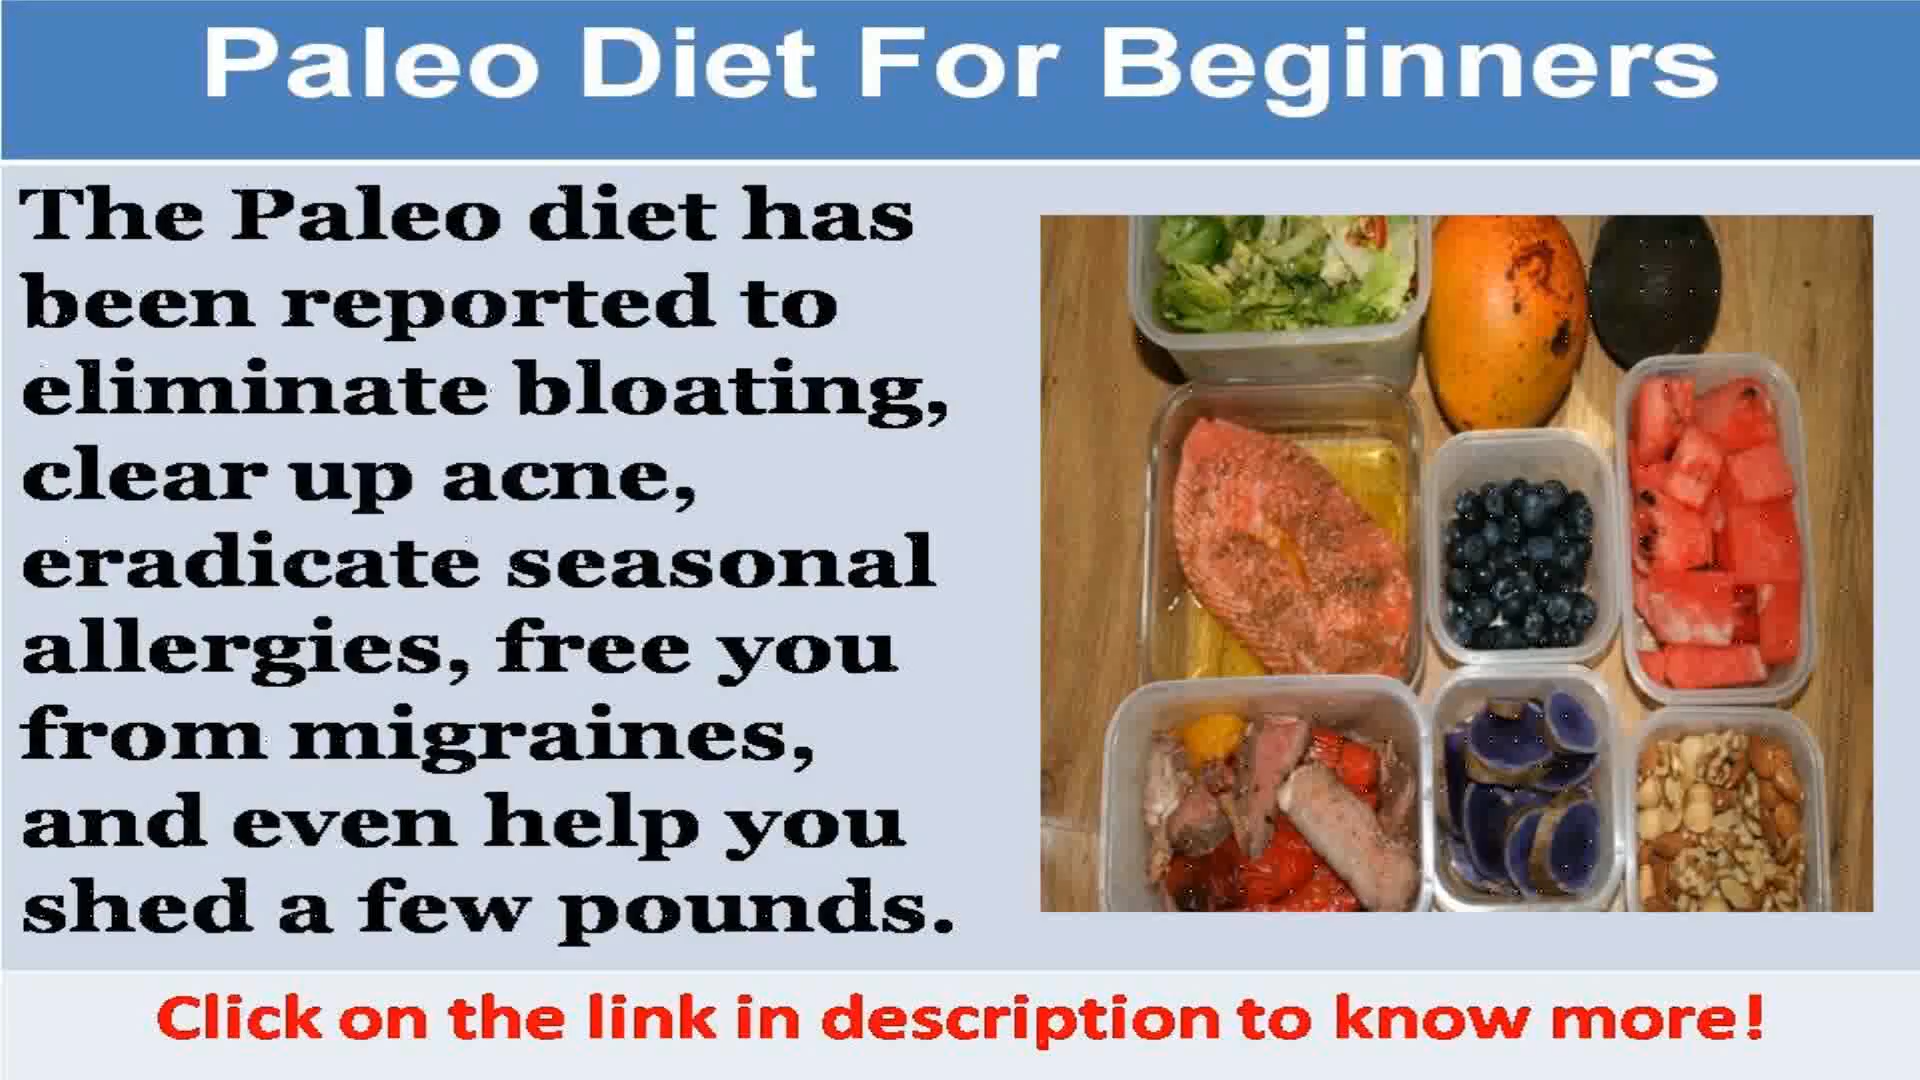 Paleo Diet For Beginners
The Paleo diet has
been reported to
eliminate bloating,
clear up acne,
eradicate seasonal
allergies, free you
from migraines,
and even help you
shed a few pounds.
Click on the link in description to know more!